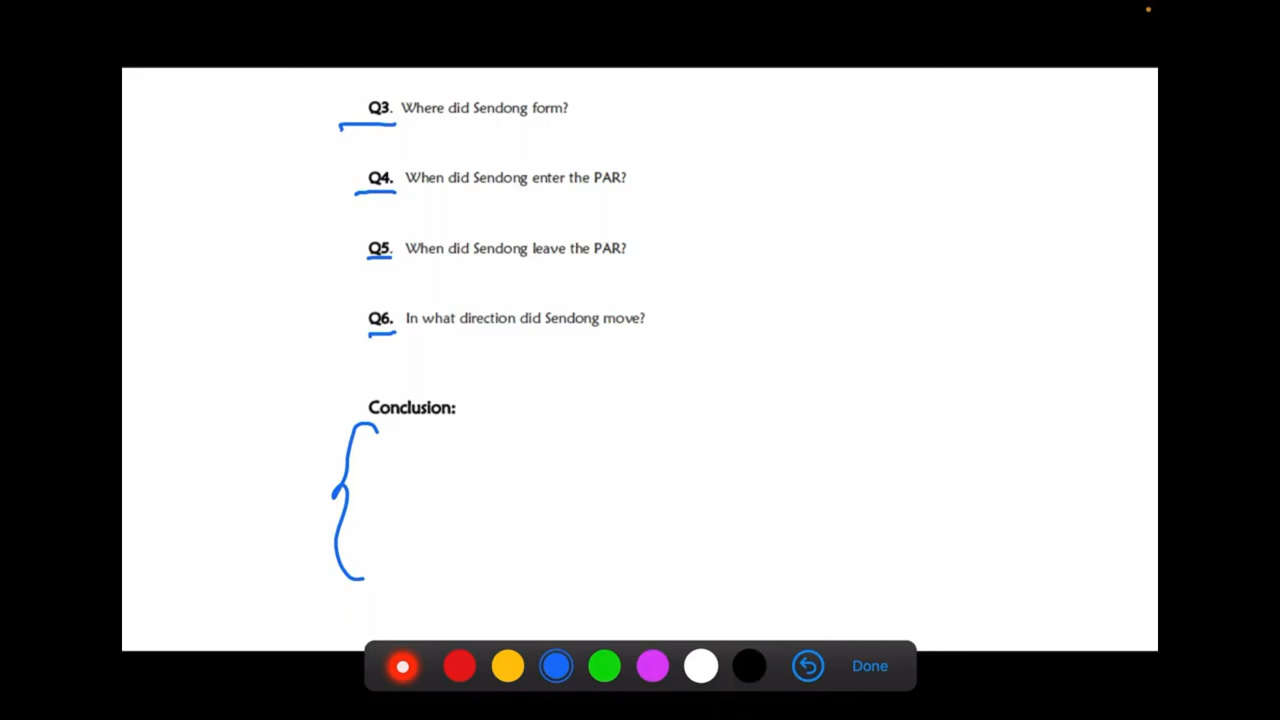 Q3. Where did Sendong form?
Q4. When did Sendong enter the PAR?
Q5. When did Sendong leave the PAR?
Q6. In what direction did Sendong move?
Conclusion:
Done